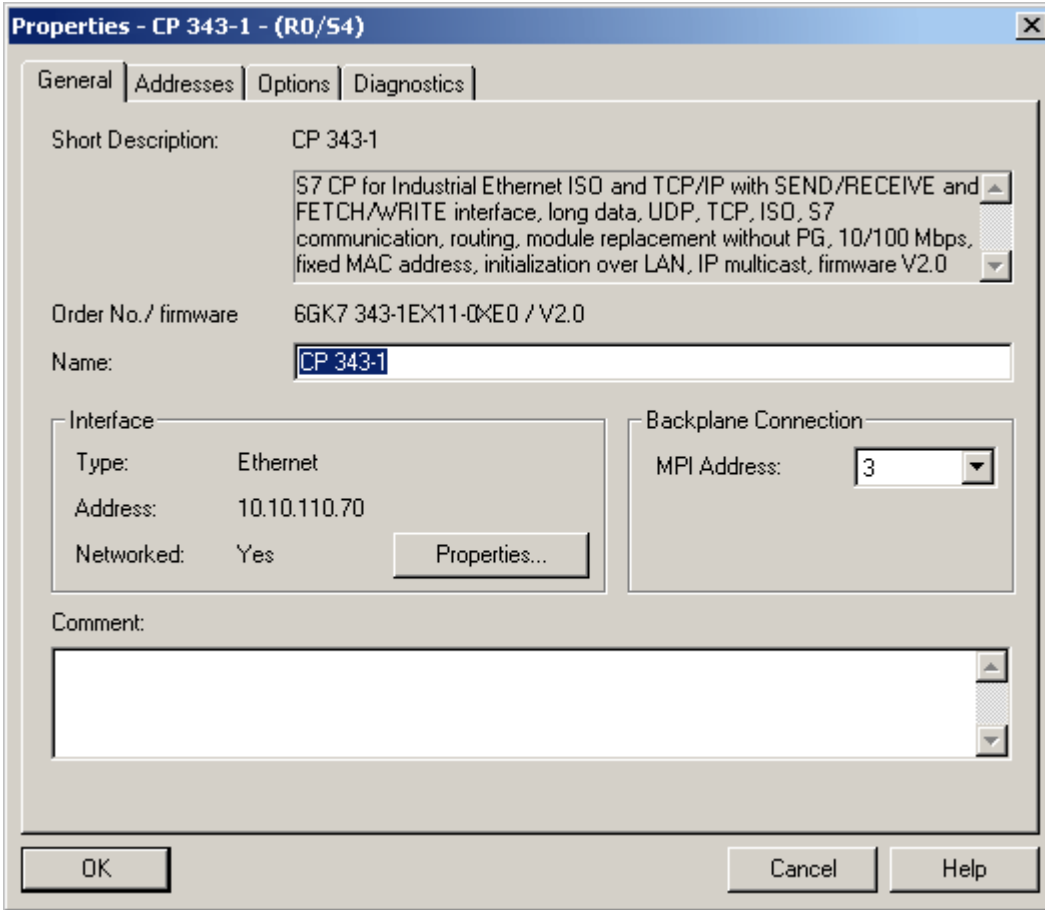 Properties - CP 343-1 - (R0/S4)
General Addresses Options Diagnostics
Short Description: CP 343-1
S7 CP for Industrial Ethernet ISO and TCP/IP with SEND/RECEIVE and
FETCH/WRITE interface, long data, UDP, TCP, ISO, S7
communication, routing, module replacement without PG, 10/100 Mbps,
fixed MAC address, initialization over LAN, IP multicast, firmware V2.0
Order No./ firmware 6GK7 343-1EX11-0XE0 / V2.0
Name: CP 343-1
Interface
Type: Ethernet
Address: 10.10.110.70
Networked: Yes Properties...
Backplane Connection
MPI Address: 3
Comment:
OK Cancel Help